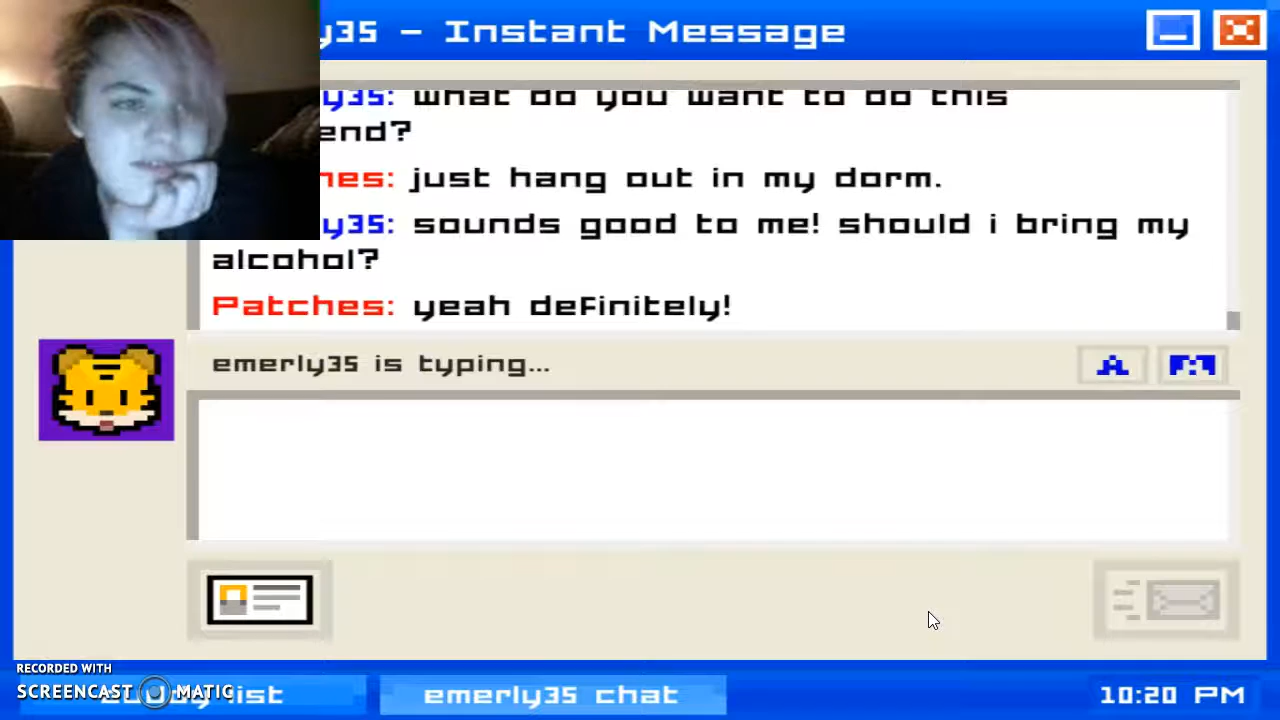 y35 - Instant Message
y35: what do you want to do this
end?
hes: just hang out in my dorm.
y35: sounds good to me! should i bring my
alcohol?
Patches: yeah definitely!
emerly35 is typing...
A
RECORDED WITH
SCREENCAST MATIC
list
emerly35 chat
10:20 PM